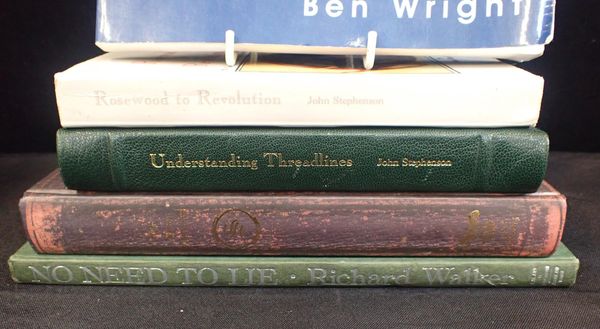 Ben Wright
Rosewood to Revolution John Stephenson
Understanding Threadlines John Stephenson
NO NEED TO LIE · Richard Walker